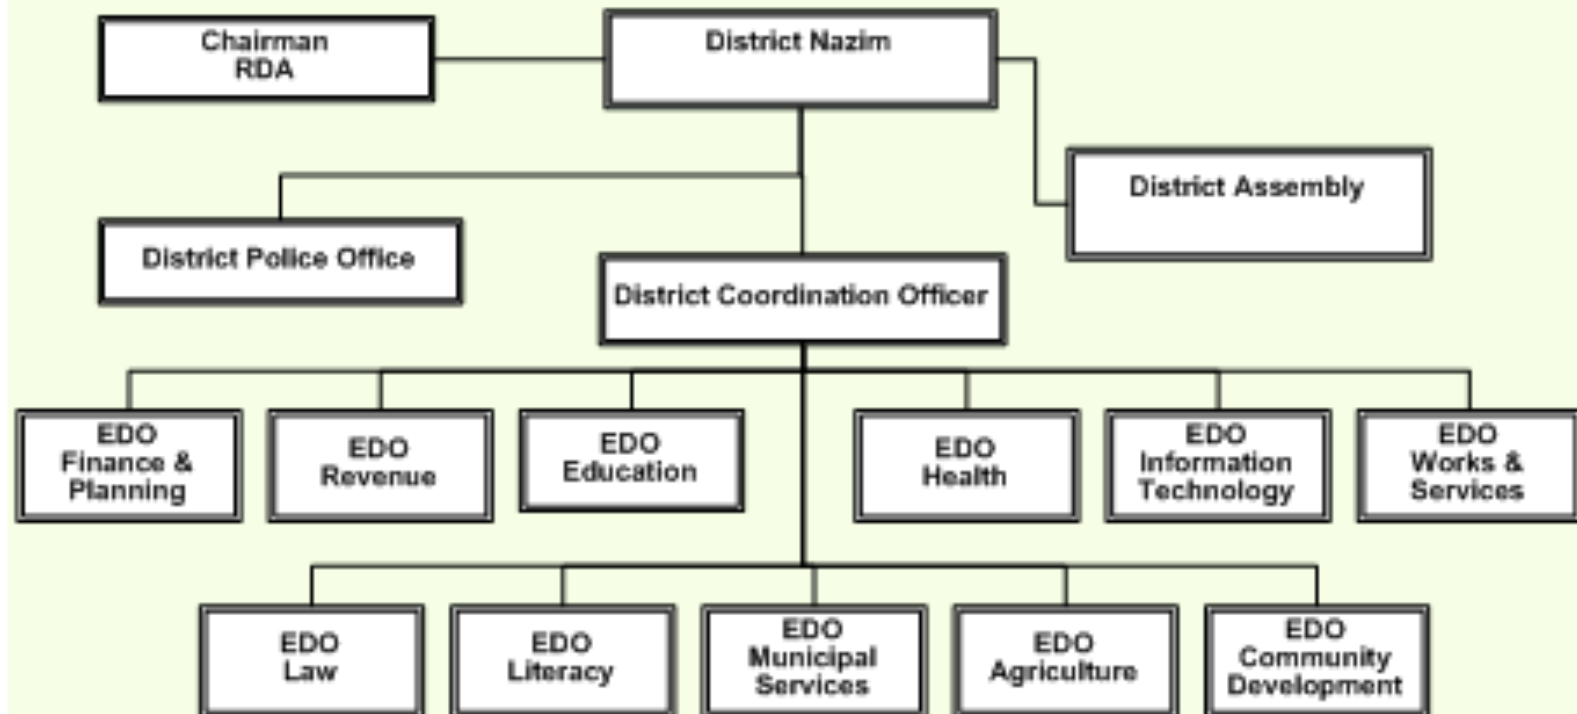 Chairman
RDA
District Nazim
District Assembly
District Police Office
District Coordination Officer
EDO
Finance &
Planning
EDO
Revenue
EDO
Education
EDO
Health
EDO
Information
Technology
EDO
Works &
Services
EDO
Law
EDO
Literacy
EDO
Municipal
Services
EDO
Agriculture
EDO
Community
Development